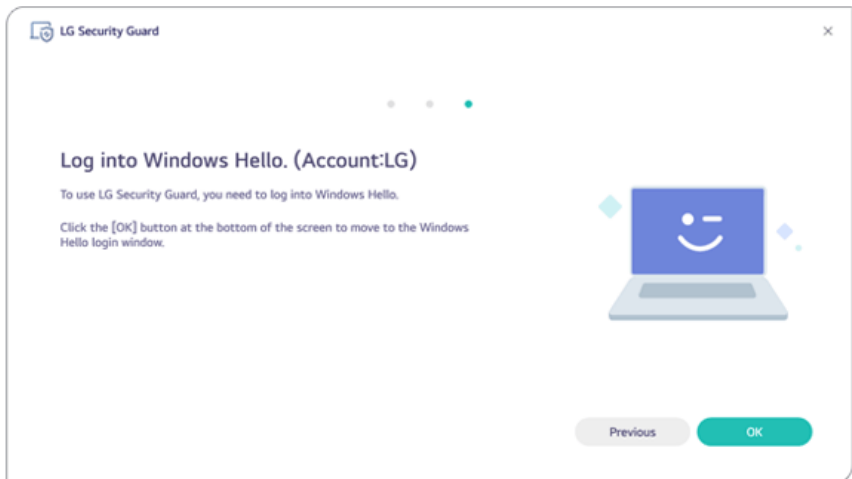 LG Security Guard
Log into Windows Hello. (Account:LG)
To use LG Security Guard, you need to log into Windows Hello.
Click the [OK] button at the bottom of the screen to move to the Windows
Hello login window.
Previous
OK